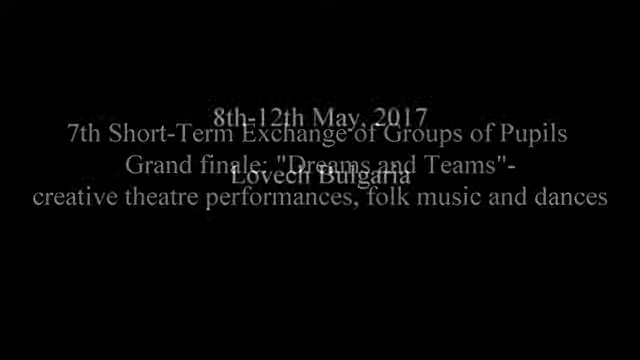 8th-12th May, 2017
7th Short-Term Exchange of Groups of Pupils
Grand finale: "Dreams and Teams"-
Lovech Bulgaria
creative theatre performances, folk music and dances